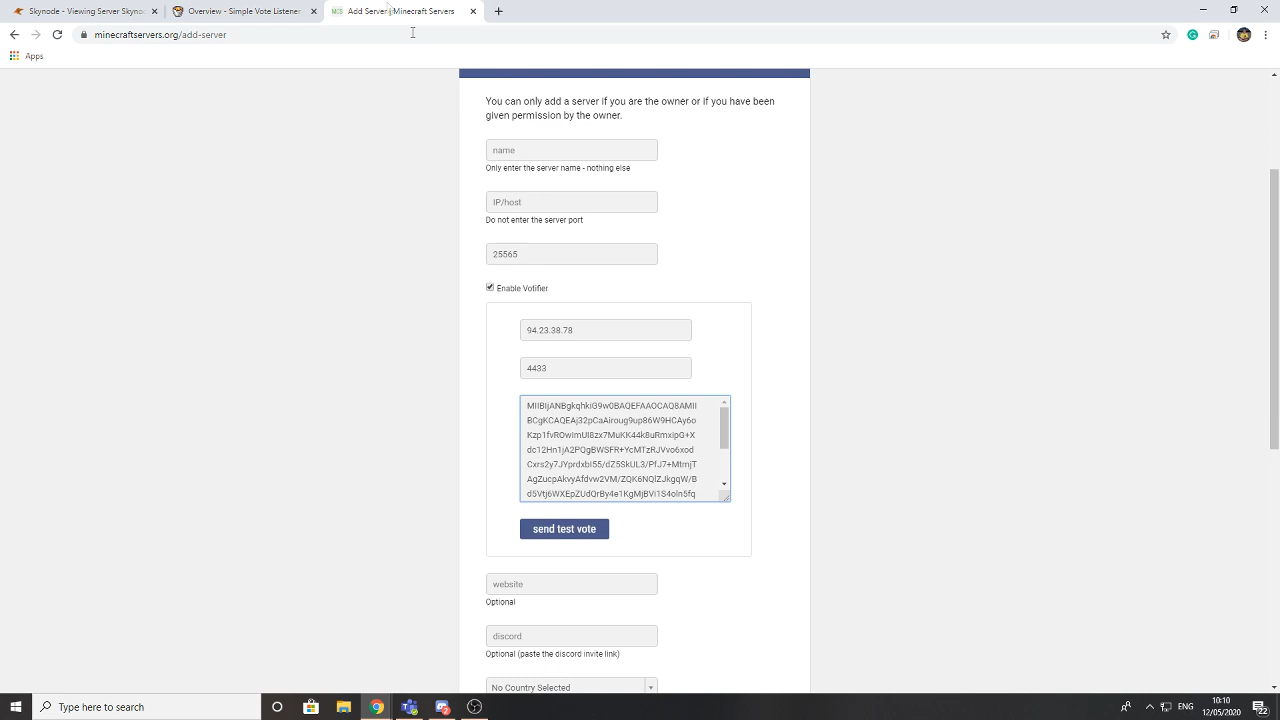 Skynode - Viewing Server Skynod
Overview - Simple Vote Listener
MCS Add Server | Minecraft Servers
minecraftservers.org/add-server
Apps
You can only add a server if you are the owner or if you have been
given permission by the owner.
name
Only enter the server name - nothing else
IP/host
Do not enter the server port
25565
Enable Votifier
94.23.38.78
4433
MIIBIjANBgkqhkiG9w0BAQEFAAOCAQ8AMII
BCgKCAQEAj32pCaAiroug9up86W9HCAy6o
Kzp1fvROwImUI8zx7MuKK44k8uRmxIpG+X
dc12Hn1jA2PQgBWSFR+YcMTzRJVvo6xod
Cxrs2y7JYprdxbI55/dZ5SkUL3/PfJ7+MtmjT
AgZucpAkvyAfdvw2VM/ZQK6NQlZJkgqW/B
d5Vtj6WXEpZUdQrBy4e1KgMjBVi1S4oln5fq
send test vote
website
Optional
discord
Optional (paste the discord invite link)
No Country Selected
Type here to search
ENG
10:10
12/05/2020